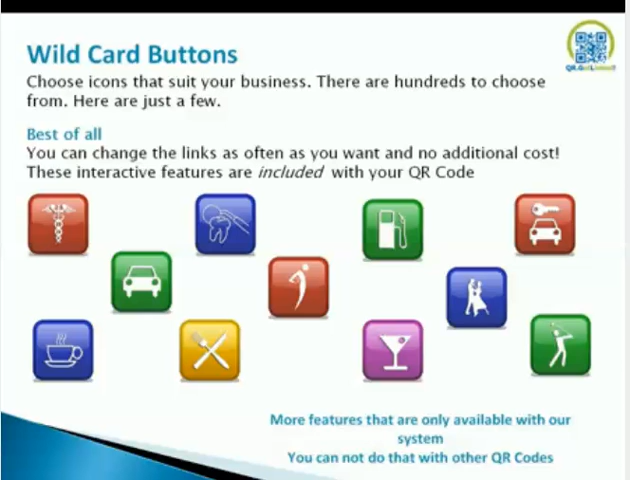 Wild Card Buttons
Choose icons that suit your business. There are hundreds to choose
from. Here are just a few.
Best of all
You can change the links as often as you want and no additional cost!
These interactive features are included with your QR Code
More features that are only available with our
system
You can not do that with other QR Codes